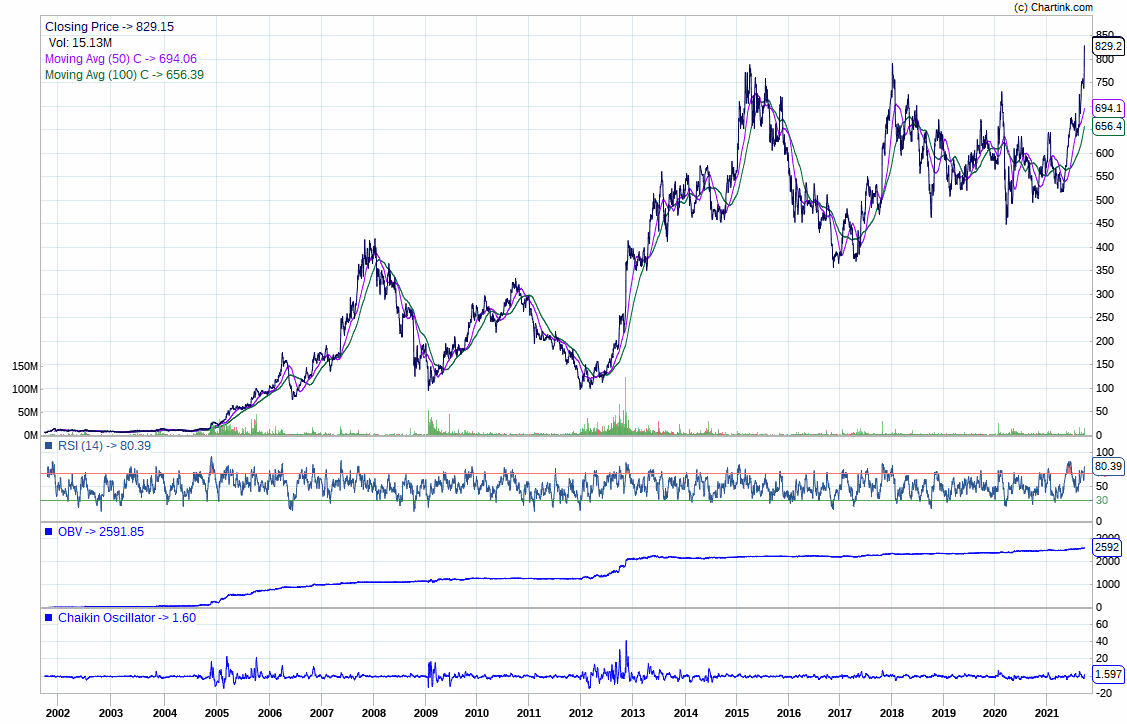 (c) Chartink.com
Closing Price -> 829.15
Vol: 15.13M
Moving Avg (50) C -> 694.06
Moving Avg (100) C -> 656.39
850
829.2
800
750
694.1
656.4
600
550
500
450
400
350
300
250
200
150
100
50
0
150M
100M
50M
0M
RSI (14) -> 80.39
100
80.39
50
30
0
OBV -> 2591.85
3000
2592
2000
1000
0
Chaikin Oscillator -> 1.60
60
40
20
1.597
-20
2002 2003 2004 2005 2006 2007 2008 2009 2010 2011 2012 2013 2014 2015 2016 2017 2018 2019 2020 2021